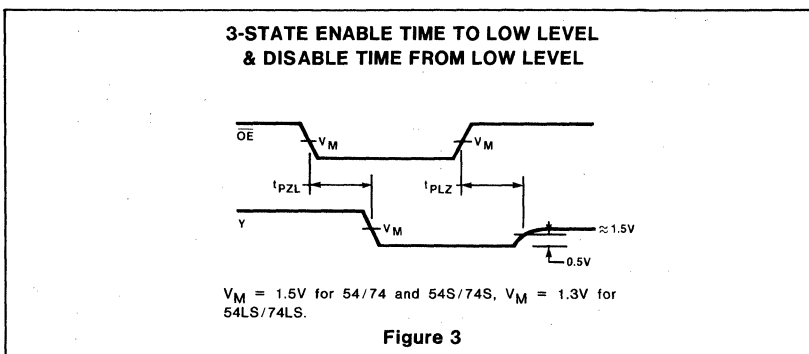 3-STATE ENABLE TIME TO LOW LEVEL
& DISABLE TIME FROM LOW LEVEL
OE
VM
VM
tPZL
tPLZ
Y
VM
≈1.5V
0.5V
VM = 1.5V for 54/74 and 54S/74S, VM = 1.3V for
54LS/74LS.
Figure 3